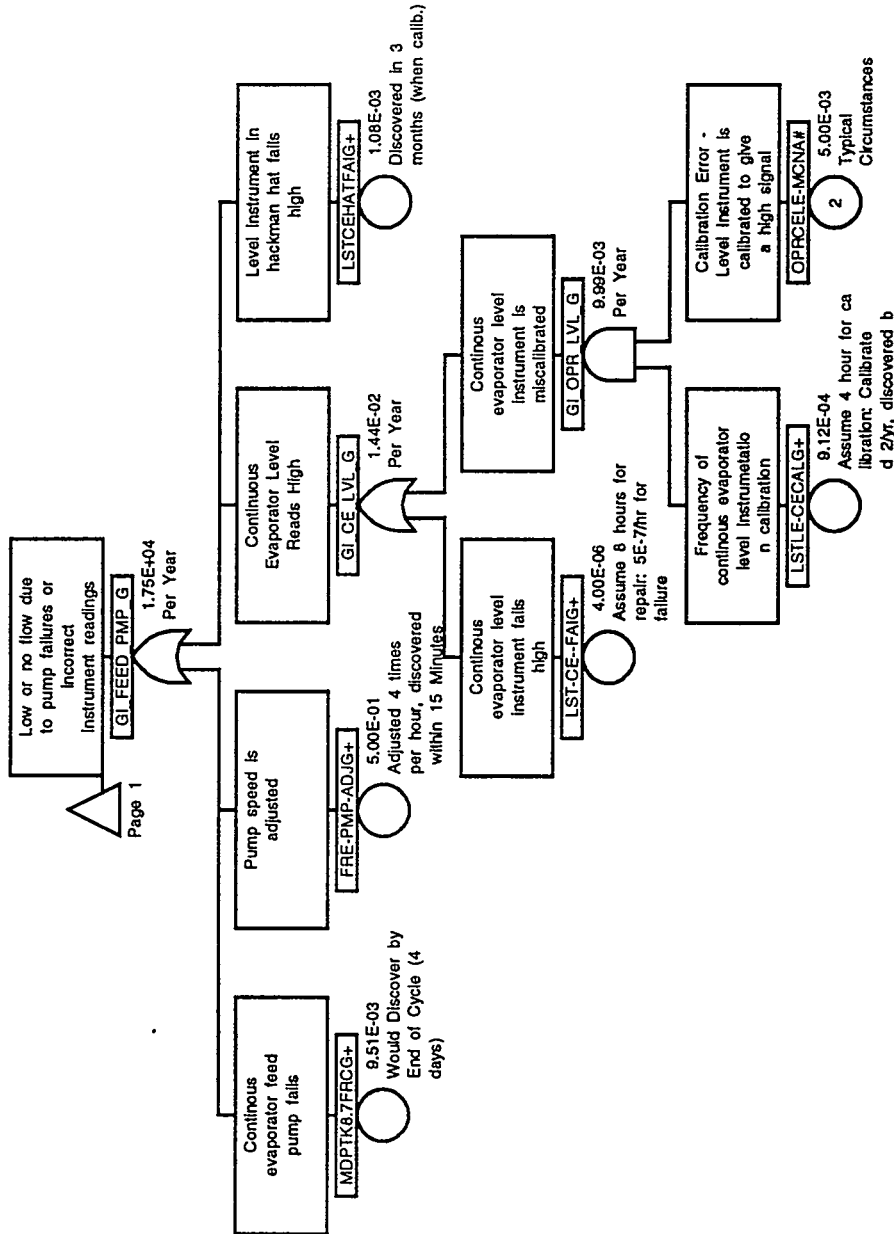 Low or no flow due
to pump failures or
Incorrect
Instrument readings
GI_FEED_PMP_G
1.75E+04
Per Year
Page 1
Continous
evaporator feed
pump fails
MDPTK8.7FRCG+
9.51E-03
Would Discover by
End of Cycle (4
days)
Pump speed is
adjusted
FRE-PMP-ADJG+
5.00E-01
Adjusted 4 times
per hour, discovered
within 15 Minutes
Continuous
Evaporator Level
Reads High
GI_CE_LVL_G
1.44E-02
Per Year
Level Instrument in
hackman hat fails
high
LSTCEHATFAIG+
1.08E-03
Discovered in 3
months (when calib.)
Continous
evaporator level
instrument fails
high
LST-CE--FAIG+
4.00E-06
Assume 8 hours for
repair: 5E-7/hr for
failure
Continous
evaporator level
instrument is
miscalibrated
GI_OPR_LVL_G
9.99E-03
Per Year
Frequency of
continous evaporator
level instrumetatio
n calibration
LSTLE-CECALG+
9.12E-04
Assume 4 hour for ca
libration: Calibrate
d 2/yr, discovered b
Calibration Error -
Level Instrument is
calibrated to give
a high signal
OPRCELE-MCNA#
2
5.00E-03
Typical
Circumstances